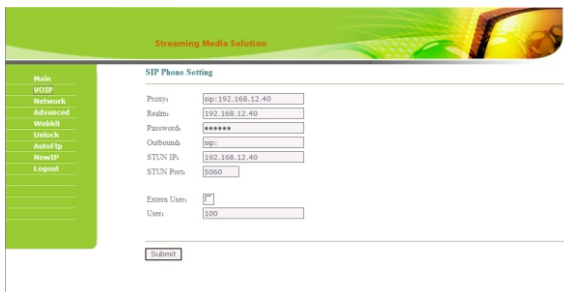 Streaming Media Solution
Main
VOIP
Network
Advanced
Webkit
Unlock
AutoFtp
NowIP
Logout
SIP Phone Setting
Proxy: sip:192.168.12.40
Realm: 192.168.12.40
Password: ●●●●●●
Outbound: sip:
STUN IP: 192.168.12.40
STUN Port: 5060
Extern User:
User: 100
Submit